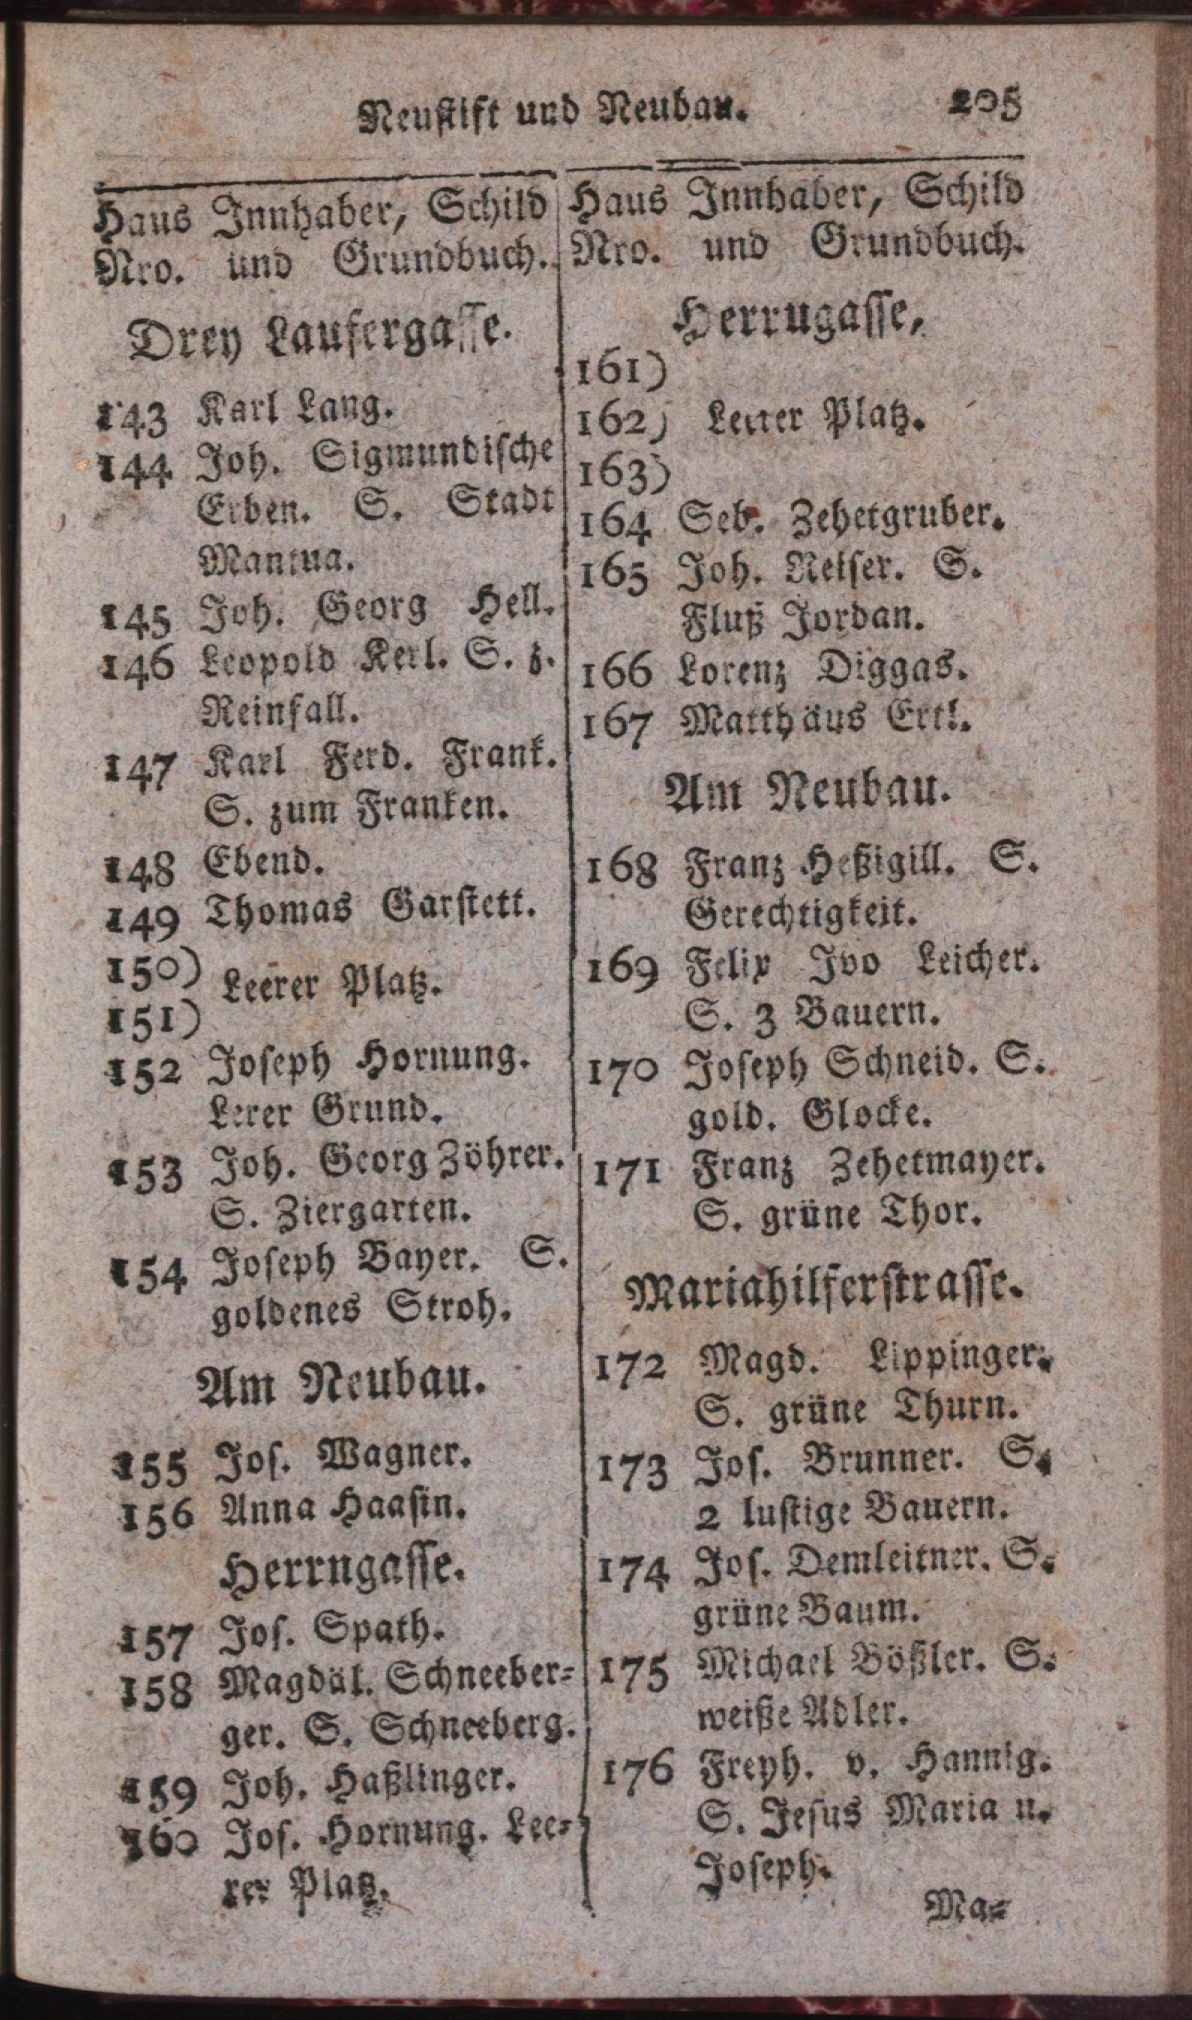 Neustift und Neubau. 205
Haus Innhaber, Schild
Nro. und Grundbuch.
Drey Laufergasse.
143 Karl Lang.
144 Joh. Sigmundische
Erben. S. Stadt
Mantua.
145 Joh. Georg Hell.
146 Leopold Kerl. S. z.
Reinfall.
147 Karl Ferd. Frank.
S. zum Franken.
148 Ebend.
149 Thomas Garstett.
150)
Leerer Platz.
151)
152 Joseph Hornung.
Lerer Grund.
153 Joh. Georg Zöhrer.
S. Ziergarten.
154 Joseph Bayer. S.
goldenes Stroh.
Am Neubau.
155 Jos. Wagner.
156 Anna Haasin.
Herrngasse.
157 Jos. Spath.
158 Magdal. Schneeber-
ger. S. Schneeberg.
159 Joh. Haßlinger.
160 Jos. Hornung. Lee-
rer Platz.
Haus Innhaber, Schild
Nro. und Grundbuch.
Herrugasse,
161)
162) Leerer Platz.
163)
164 Seb. Zehetgruber.
165 Joh. Reiser. S.
Fluß Jordan.
166 Lorenz Diggas.
167 Matthäus Ertl.
Am Neubau.
168 Franz Heßigill. S.
Gerechtigkeit.
169 Felix Ivo Leicher.
S. 3 Bauern.
170 Joseph Schneid. S.
gold. Glocke.
171 Franz Zehetmayer.
S. grüne Thor.
Mariahilferstrasse.
172 Magd. Lippinger.
S. grüne Thurn.
173 Jos. Brunner. S.
2 lustige Bauern.
174 Jos. Demleitner. S.
grüne Baum.
175 Michael Bößler. S.
weiße Adler.
176 Freyh. v. Hannig.
S. Jesus Maria u.
Joseph.
Ma-